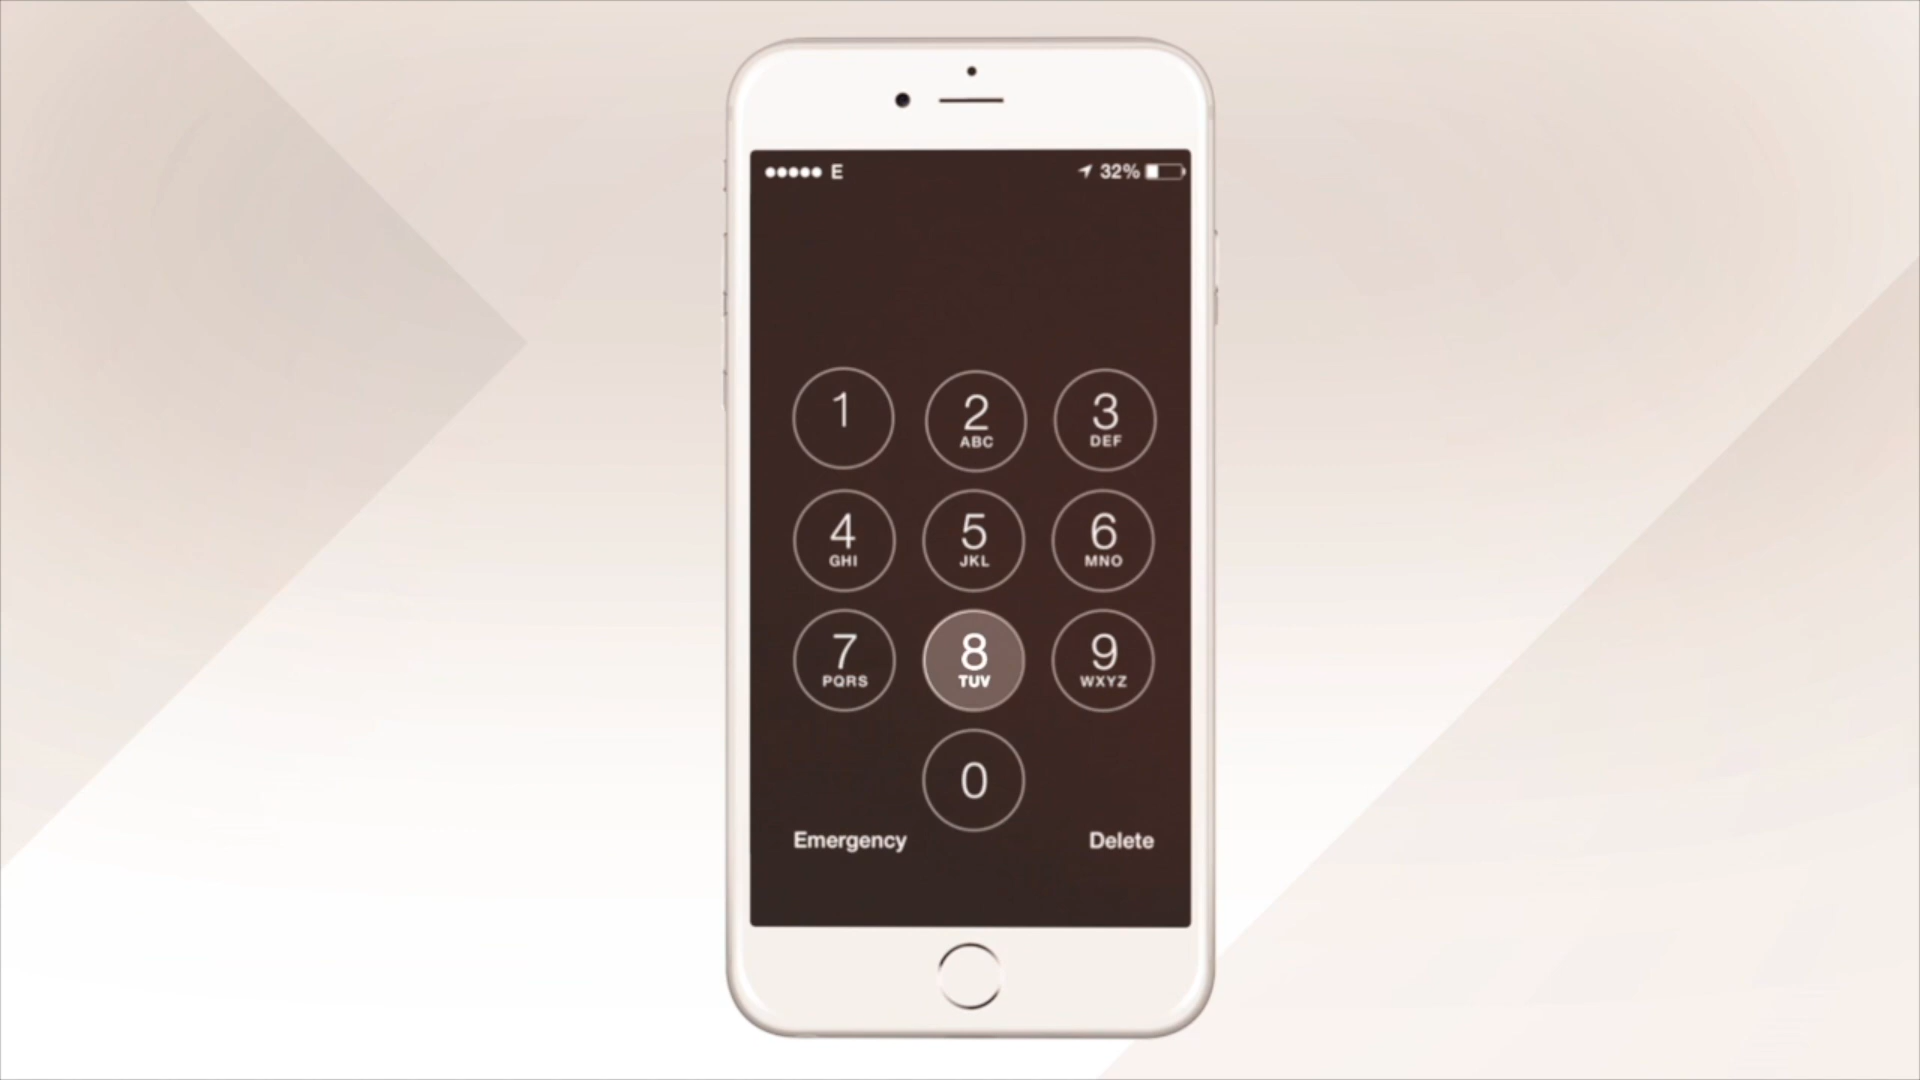 E 32%
1 2 3
ABC DEF
4 5 6
GHI JKL MNO
7 8 9
PQRS TUV WXYZ
0
Emergency Delete